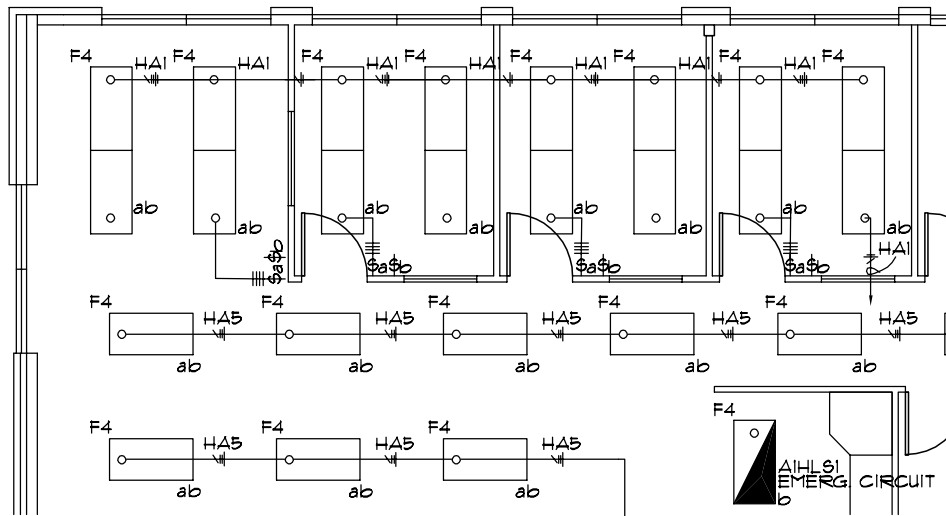 F4 HA1 F4 HA1 F4 HA1 F4 HA1 F4 HA1 F4 HA1 F4 HA1 F4
ab ab ab ab ab ab ab ab
$a$b $a$b $a$b $a$b HA1
F4 HA5 F4 HA5 F4 HA5 F4 HA5 F4 HA5
ab ab ab ab ab
F4
F4 HA5 F4 HA5 F4 HA5
ab ab ab
A1HLS1
EMERG. CIRCUIT
b